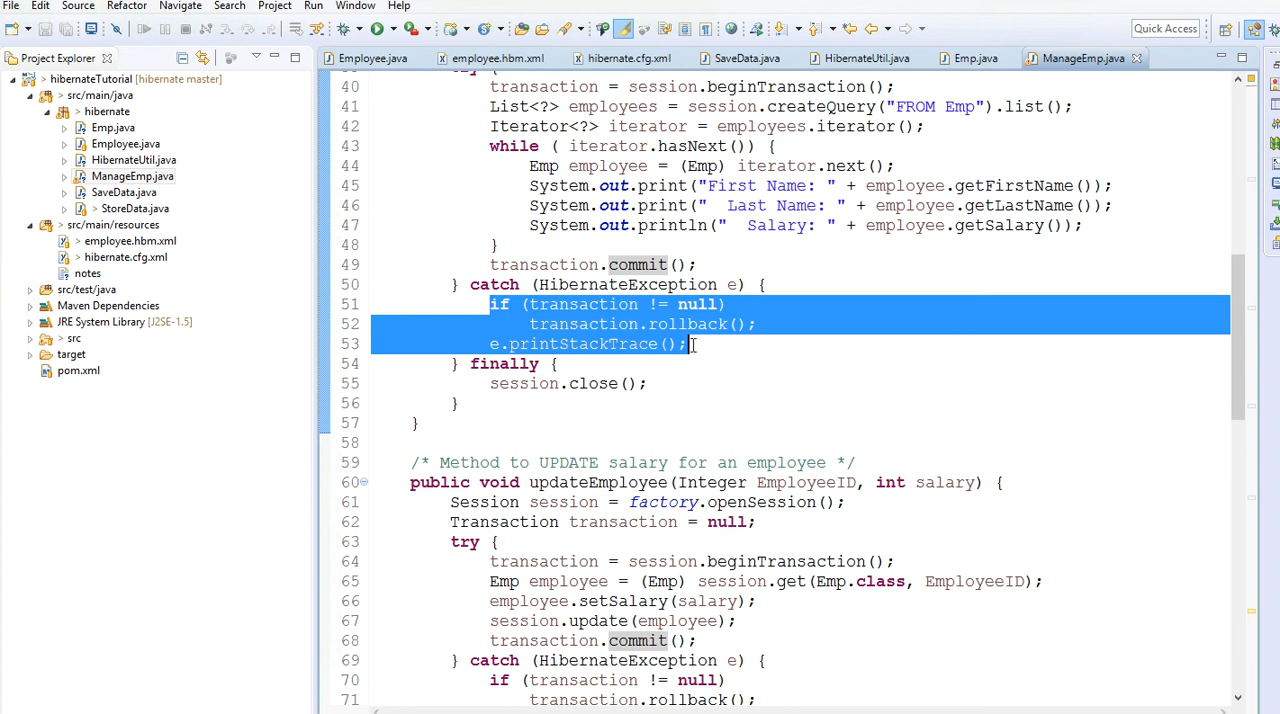 File Edit Source Refactor Navigate Search Project Run Window Help
Quick Access
Project Explorer
Employee.java employee.hbm.xml hibernate.cfg.xml SaveData.java HibernateUtil.java Emp.java ManageEmp.java
hibernateTutorial [hibernate master]
src/main/java
hibernate
Emp.java
Employee.java
HibernateUtil.java
ManageEmp.java
SaveData.java
> StoreData.java
> src/main/resources
> employee.hbm.xml
> hibernate.cfg.xml
notes
src/test/java
Maven Dependencies
JRE System Library [J2SE-1.5]
> src
target
pom.xml
40 transaction = session.beginTransaction();
41 List<?> employees = session.createQuery("FROM Emp").list();
42 Iterator<?> iterator = employees.iterator();
43 while ( iterator.hasNext()) {
44 Emp employee = (Emp) iterator.next();
45 System.out.print("First Name: " + employee.getFirstName());
46 System.out.print("  Last Name: " + employee.getLastName());
47 System.out.println("  Salary: " + employee.getSalary());
48 }
49 transaction.commit();
50 } catch (HibernateException e) {
51 if (transaction != null)
52 transaction.rollback();
53 e.printStackTrace();
54 } finally {
55 session.close();
56 }
57 }
58
59 /* Method to UPDATE salary for an employee */
60 public void updateEmployee(Integer EmployeeID, int salary) {
61 Session session = factory.openSession();
62 Transaction transaction = null;
63 try {
64 transaction = session.beginTransaction();
65 Emp employee = (Emp) session.get(Emp.class, EmployeeID);
66 employee.setSalary(salary);
67 session.update(employee);
68 transaction.commit();
69 } catch (HibernateException e) {
70 if (transaction != null)
71 transaction.rollback();